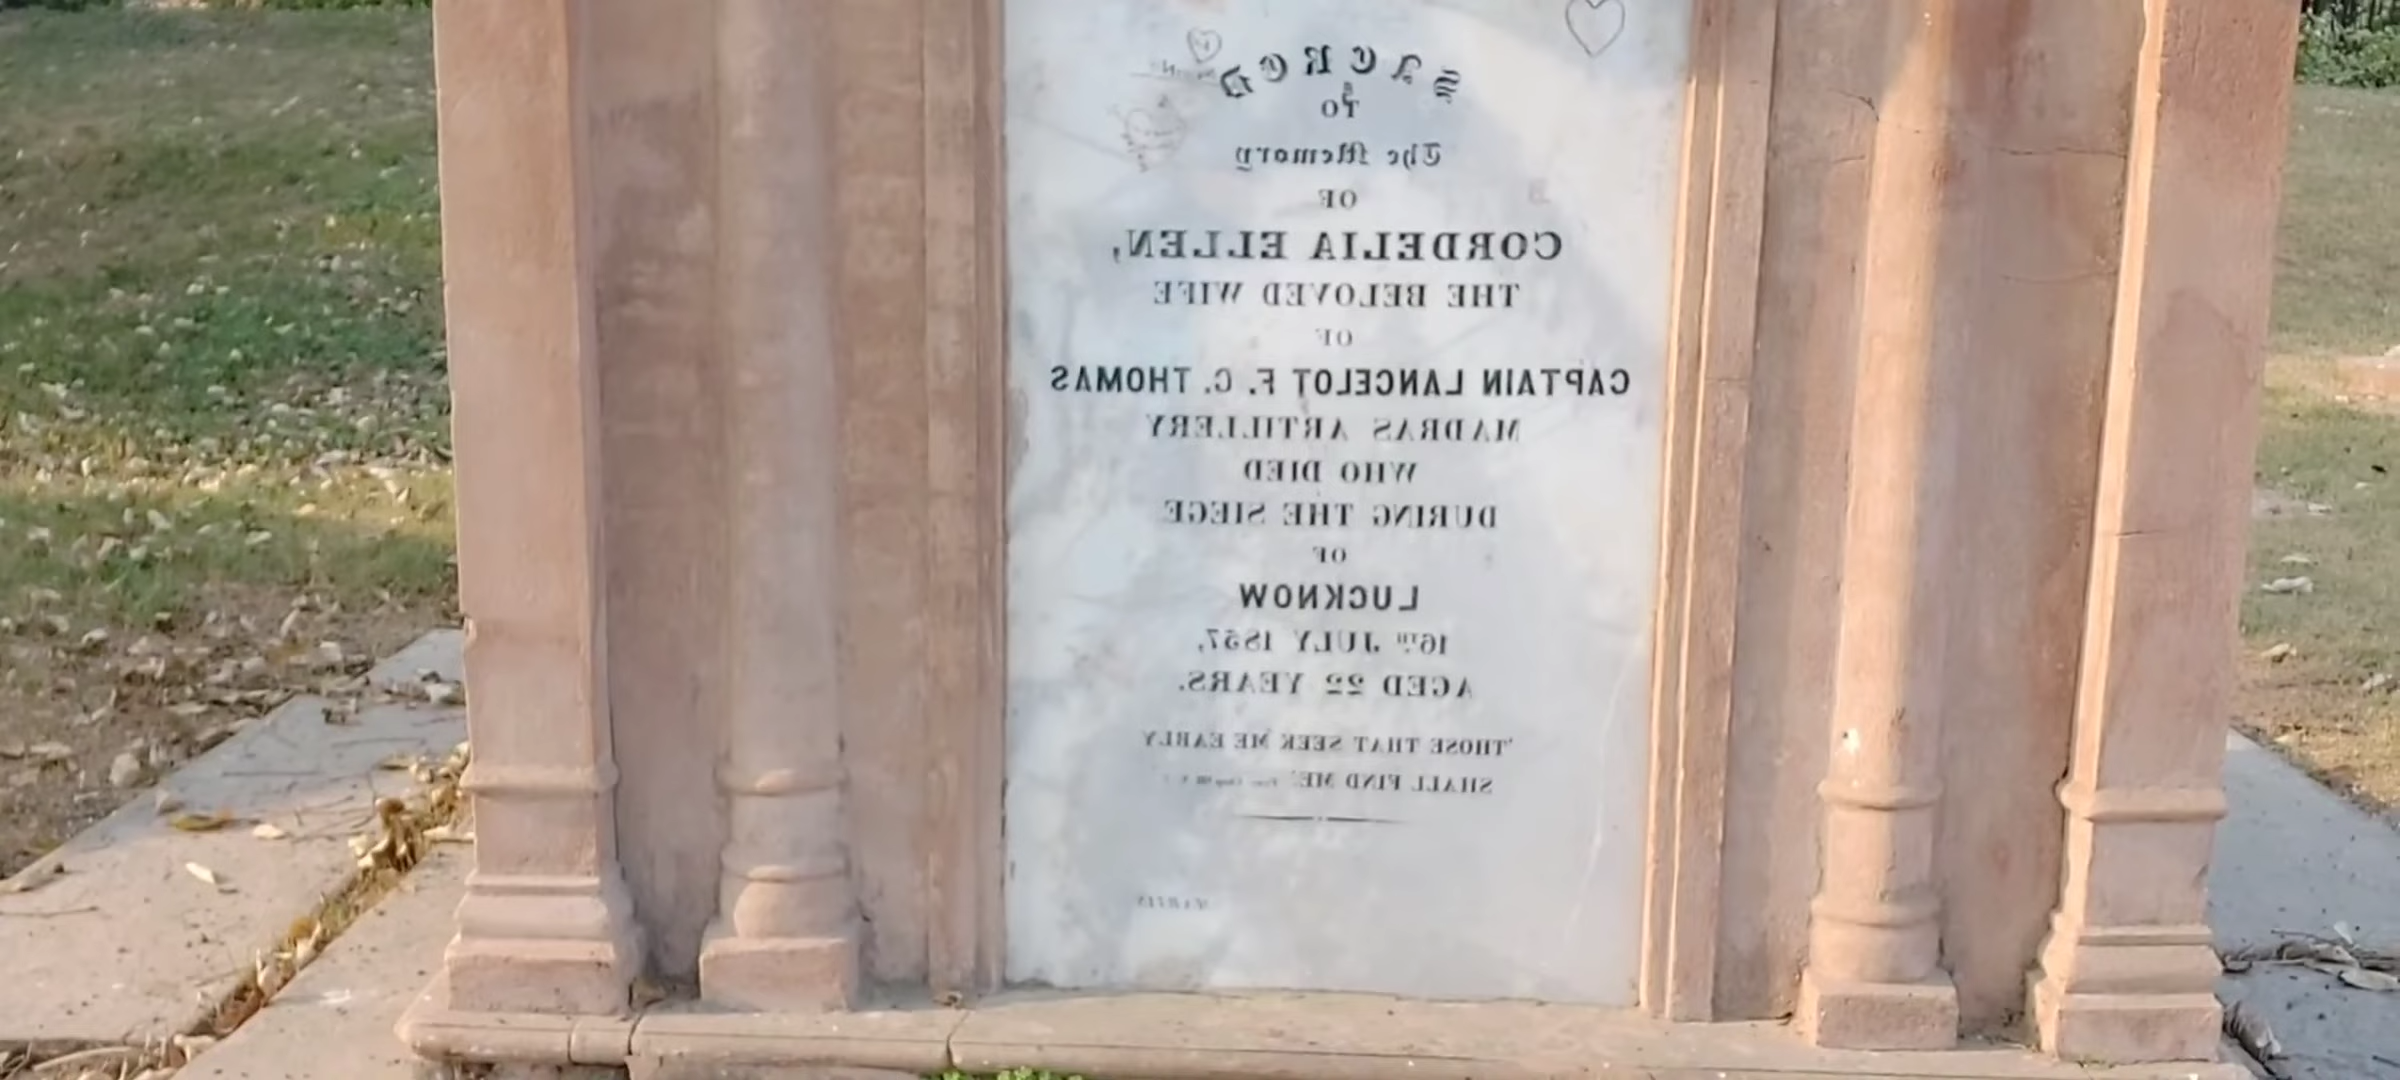 SACRED
TO
The Memory
OF
CORDELIA ELLEN,
THE BELOVED WIFE
OF
CAPTAIN LANCELOT F. C. THOMAS
MADRAS ARTILLERY
WHO DIED
DURING THE SIEGE
OF
LUCKNOW
16TH JULY 1857,
AGED 22 YEARS.
"THOSE THAT SEEK ME EARLY
SHALL FIND ME"